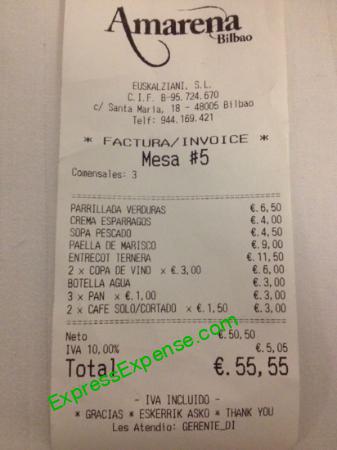 Amarena
Bilbao
EUSKALZIANI, S.L.
C.I.F. B-95.724.670
c/ Santa Maria, 18 - 48005 Bilbao
Telf: 944.169.421
* FACTURA/INVOICE *
Mesa #5
Comensales: 3
PARRILLADA VERDURAS €.6,50
CREMA ESPARRAGOS €.4,00
SOPA PESCADO €.4,50
PAELLA DE MARISCO €.9,00
ENTRECOT TERNERA €.11,50
2 x COPA DE VINO x €.3,00 €.6,00
BOTELLA AGUA €.3,00
3 x PAN x €.1,00 €.3,00
2 x CAFE SOLO/CORTADO x €.1,50 €.3,00
Neto €.50,50
IVA 10,00% €.5,05
Total €.55,55
- IVA INCLUIDO -
* GRACIAS * ESKERRIK ASKO * THANK YOU
Les Atendio: GERENTE_DI
ExpressExpense.com